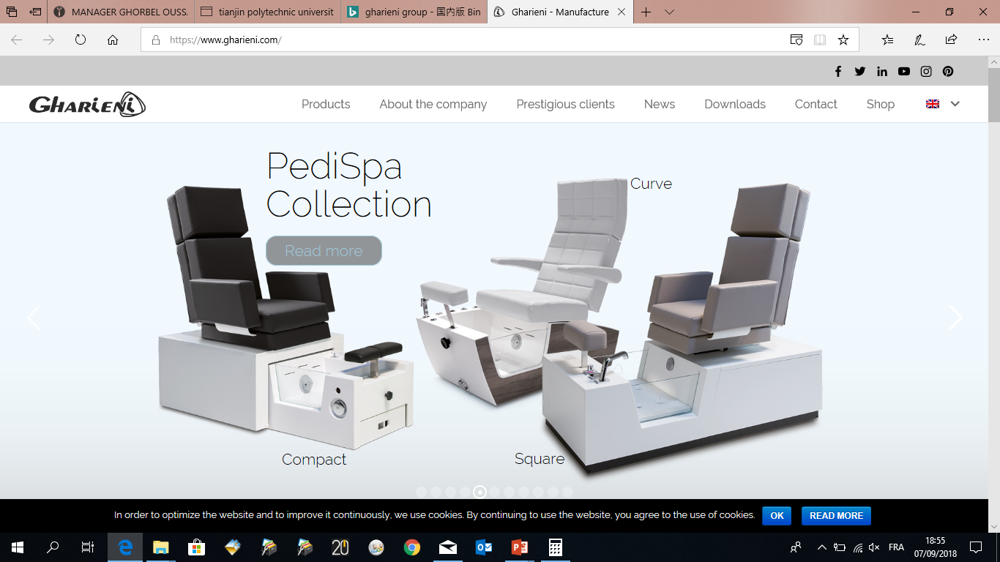 MANAGER GHORBEL OUSS.
tianjin polytechnic universit
gharieni group - 国内版 Bin
Gharieni - Manufacture
https://www.gharieni.com/
GHARIENI
Products
About the company
Prestigious clients
News
Downloads
Contact
Shop
PediSpa
Collection
Read more
Curve
Compact
Square
In order to optimize the website and to improve it continuously, we use cookies. By continuing to use the website, you agree to the use of cookies.
OK
READ MORE
FRA
18:55
07/09/2018